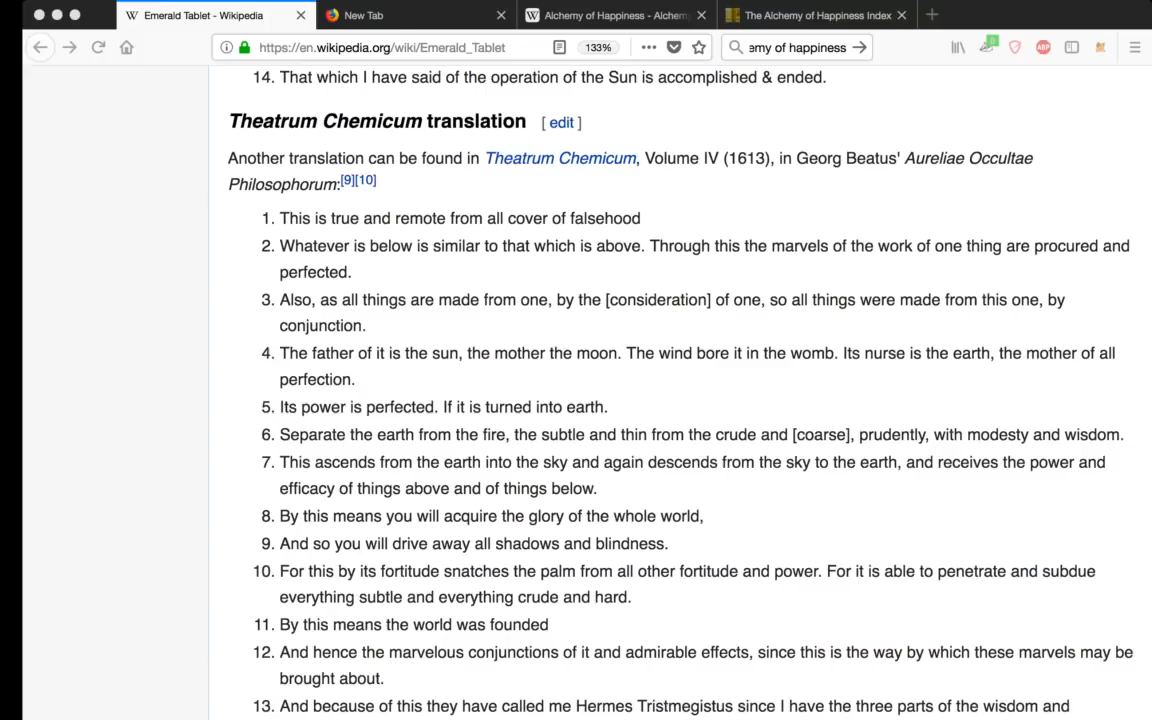 Emerald Tablet - Wikipedia New Tab Alchemy of Happiness - Alchem The Alchemy of Happiness Index
https://en.wikipedia.org/wiki/Emerald_Tablet 133% emy of happiness 0 ABP
14. That which I have said of the operation of the Sun is accomplished & ended.
Theatrum Chemicum translation [ edit ]
Another translation can be found in Theatrum Chemicum, Volume IV (1613), in Georg Beatus' Aureliae Occultae
Philosophorum:[9][10]
1. This is true and remote from all cover of falsehood
2. Whatever is below is similar to that which is above. Through this the marvels of the work of one thing are procured and
perfected.
3. Also, as all things are made from one, by the [consideration] of one, so all things were made from this one, by
conjunction.
4. The father of it is the sun, the mother the moon. The wind bore it in the womb. Its nurse is the earth, the mother of all
perfection.
5. Its power is perfected. If it is turned into earth.
6. Separate the earth from the fire, the subtle and thin from the crude and [coarse], prudently, with modesty and wisdom.
7. This ascends from the earth into the sky and again descends from the sky to the earth, and receives the power and
efficacy of things above and of things below.
8. By this means you will acquire the glory of the whole world,
9. And so you will drive away all shadows and blindness.
10. For this by its fortitude snatches the palm from all other fortitude and power. For it is able to penetrate and subdue
everything subtle and everything crude and hard.
11. By this means the world was founded
12. And hence the marvelous conjunctions of it and admirable effects, since this is the way by which these marvels may be
brought about.
13. And because of this they have called me Hermes Tristmegistus since I have the three parts of the wisdom and